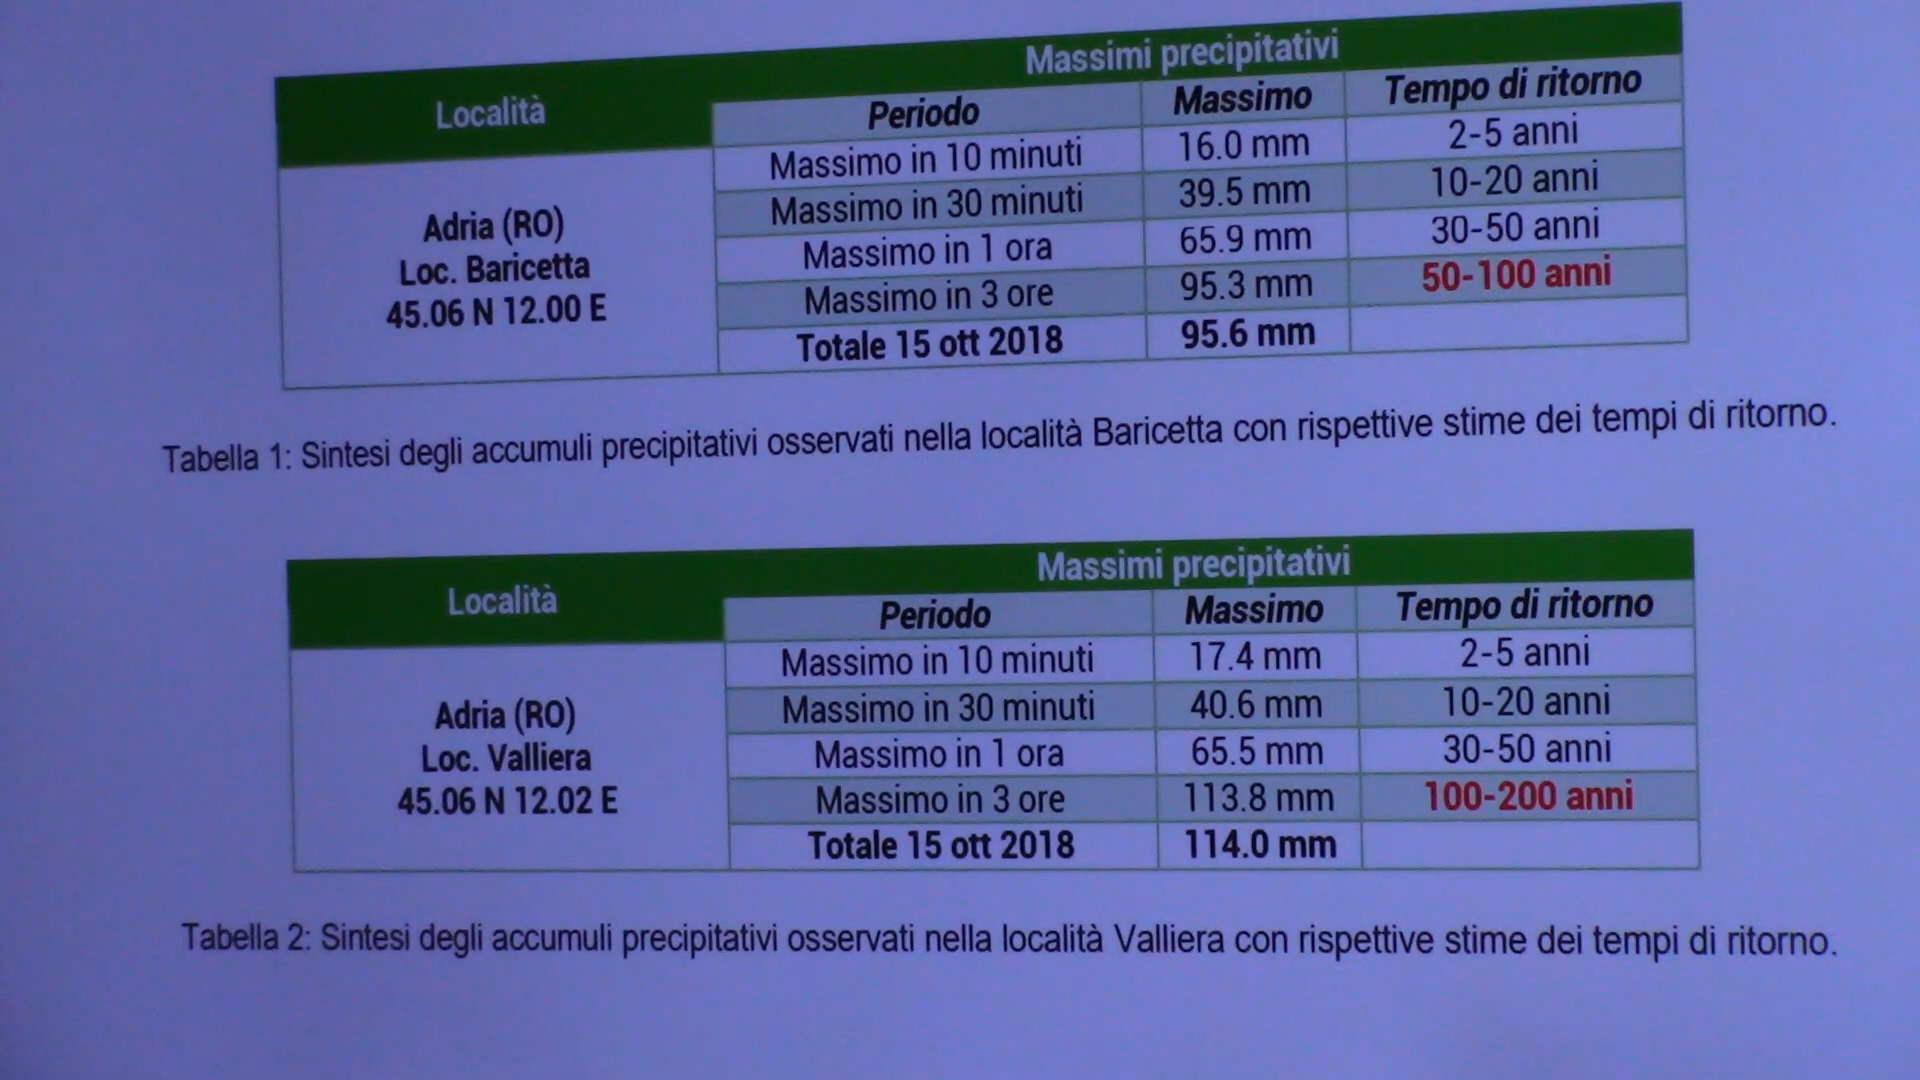 Massimi precipitativi
Località
Periodo Massimo Tempo di ritorno
Massimo in 10 minuti 16.0 mm 2-5 anni
Massimo in 30 minuti 39.5 mm 10-20 anni
Massimo in 1 ora 65.9 mm 30-50 anni
Massimo in 3 ore 95.3 mm 50-100 anni
Totale 15 ott 2018 95.6 mm
Adria (RO)
Loc. Baricetta
45.06 N 12.00 E
Tabella 1: Sintesi degli accumuli precipitativi osservati nella località Baricetta con rispettive stime dei tempi di ritorno.
Massimi precipitativi
Località
Periodo Massimo Tempo di ritorno
Massimo in 10 minuti 17.4 mm 2-5 anni
Massimo in 30 minuti 40.6 mm 10-20 anni
Massimo in 1 ora 65.5 mm 30-50 anni
Massimo in 3 ore 113.8 mm 100-200 anni
Totale 15 ott 2018 114.0 mm
Adria (RO)
Loc. Valliera
45.06 N 12.02 E
Tabella 2: Sintesi degli accumuli precipitativi osservati nella località Valliera con rispettive stime dei tempi di ritorno.